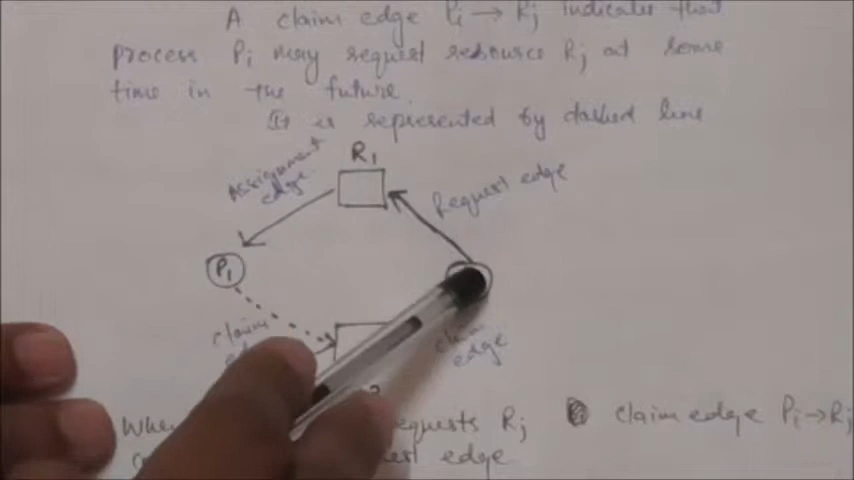 A claim edge Pi → Rj indicates that
process Pi may request resource Rj at some
time in the future.
It is represented by dashed line
R1
Assignment
edge
Request edge
P1
claim
claim
edge
requests Rj claim edge Pi→Rj
edge